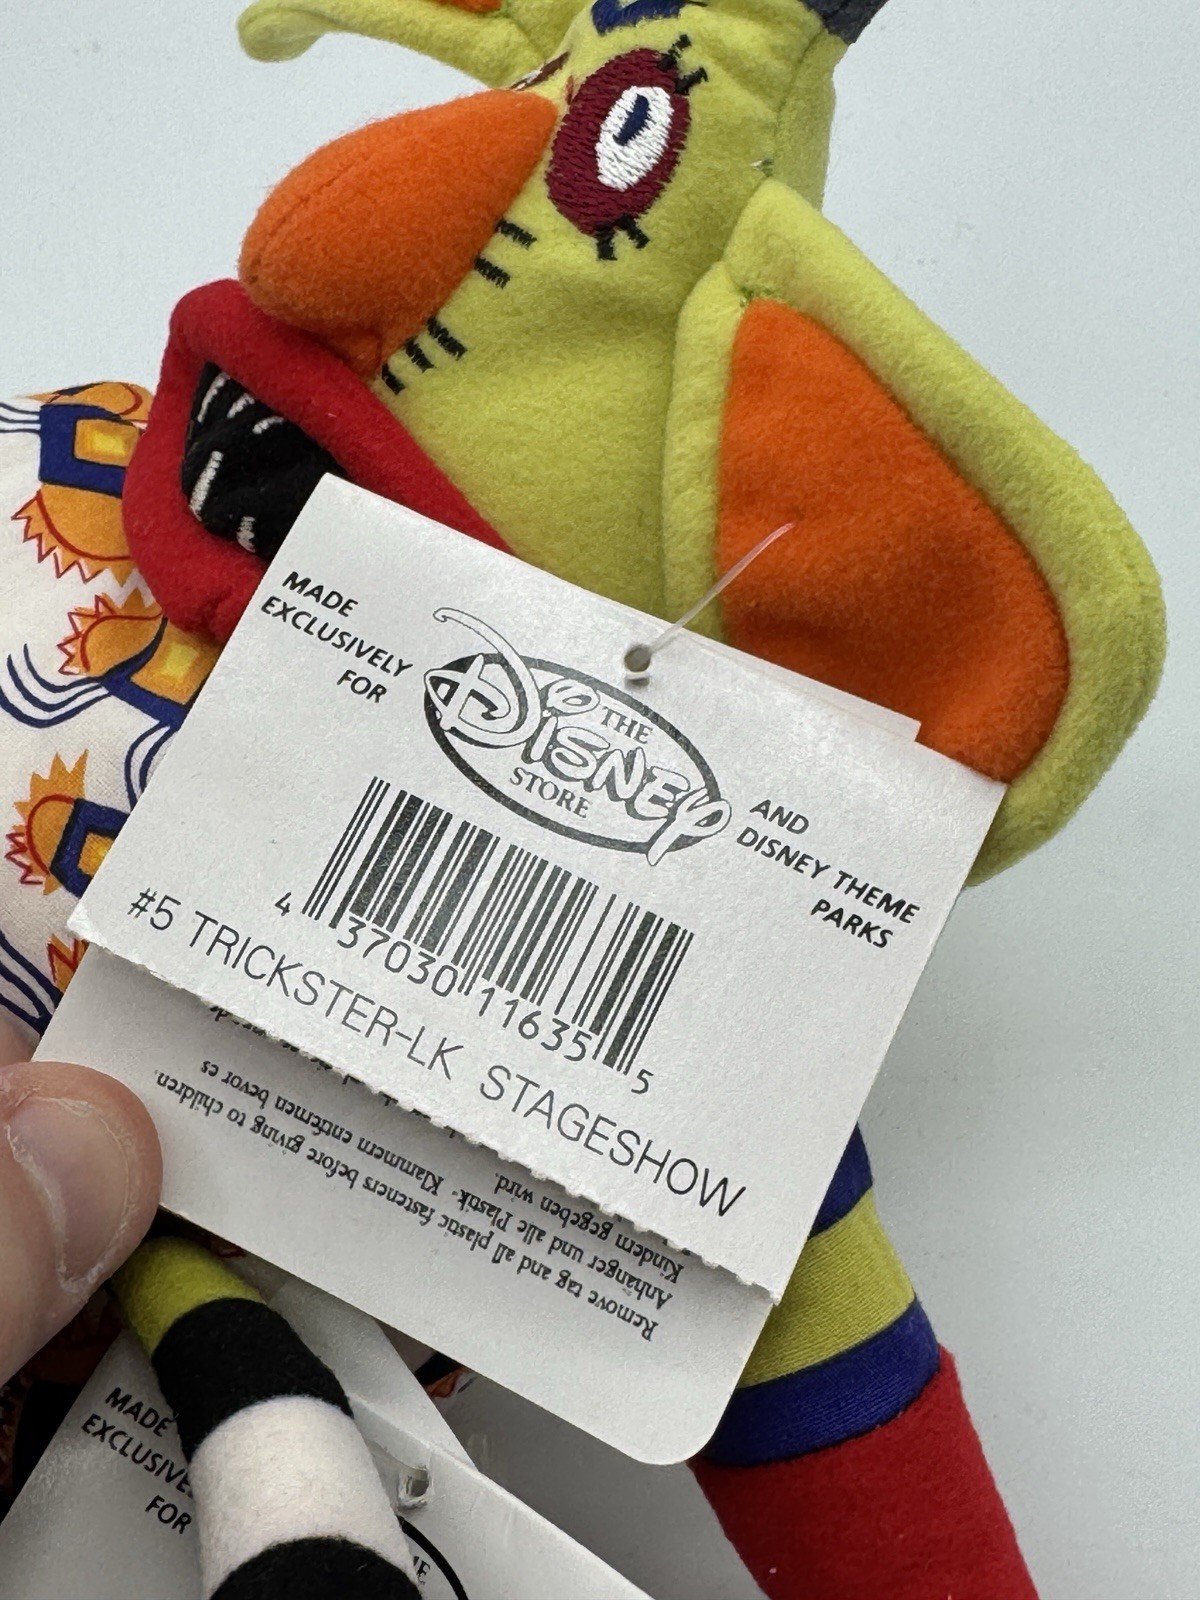 MADE
EXCLUSIVELY
FOR
THE
DISNEY
STORE
AND
DISNEY THEME
PARKS
4 37030 11635 5
#5 TRICKSTER-LK STAGESHOW
Remove tag and all plastic fasteners before giving to children.
Anhänger und alle Plastik- Klammern entfernen bevor es
Kindern gegeben wird.
MADE
EXCLUSIVE
FOR